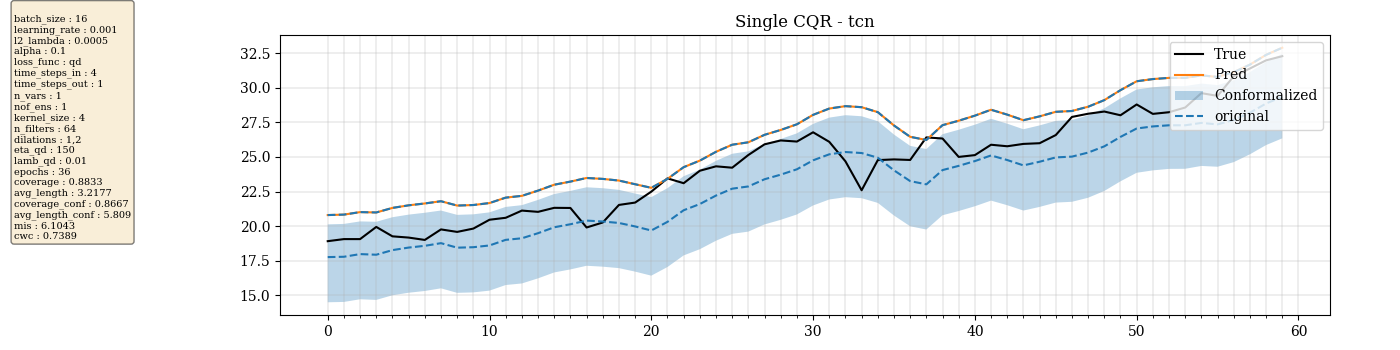 batch_size : 16
learning_rate : 0.001
l2_lambda : 0.0005
alpha : 0.1
loss_func : qd
time_steps_in : 4
time_steps_out : 1
n_vars : 1
nof_ens : 1
kernel_size : 4
n_filters : 64
dilations : 1,2
eta_qd : 150
lamb_qd : 0.01
epochs : 36
coverage : 0.8833
avg_length : 3.2177
coverage_conf : 0.8667
avg_length_conf : 5.809
mis : 6.1043
cwc : 0.7389
Single CQR - tcn
True
Pred
Conformalized
original
32.5
30.0
27.5
25.0
22.5
20.0
17.5
15.0
0 10 20 30 40 50 60